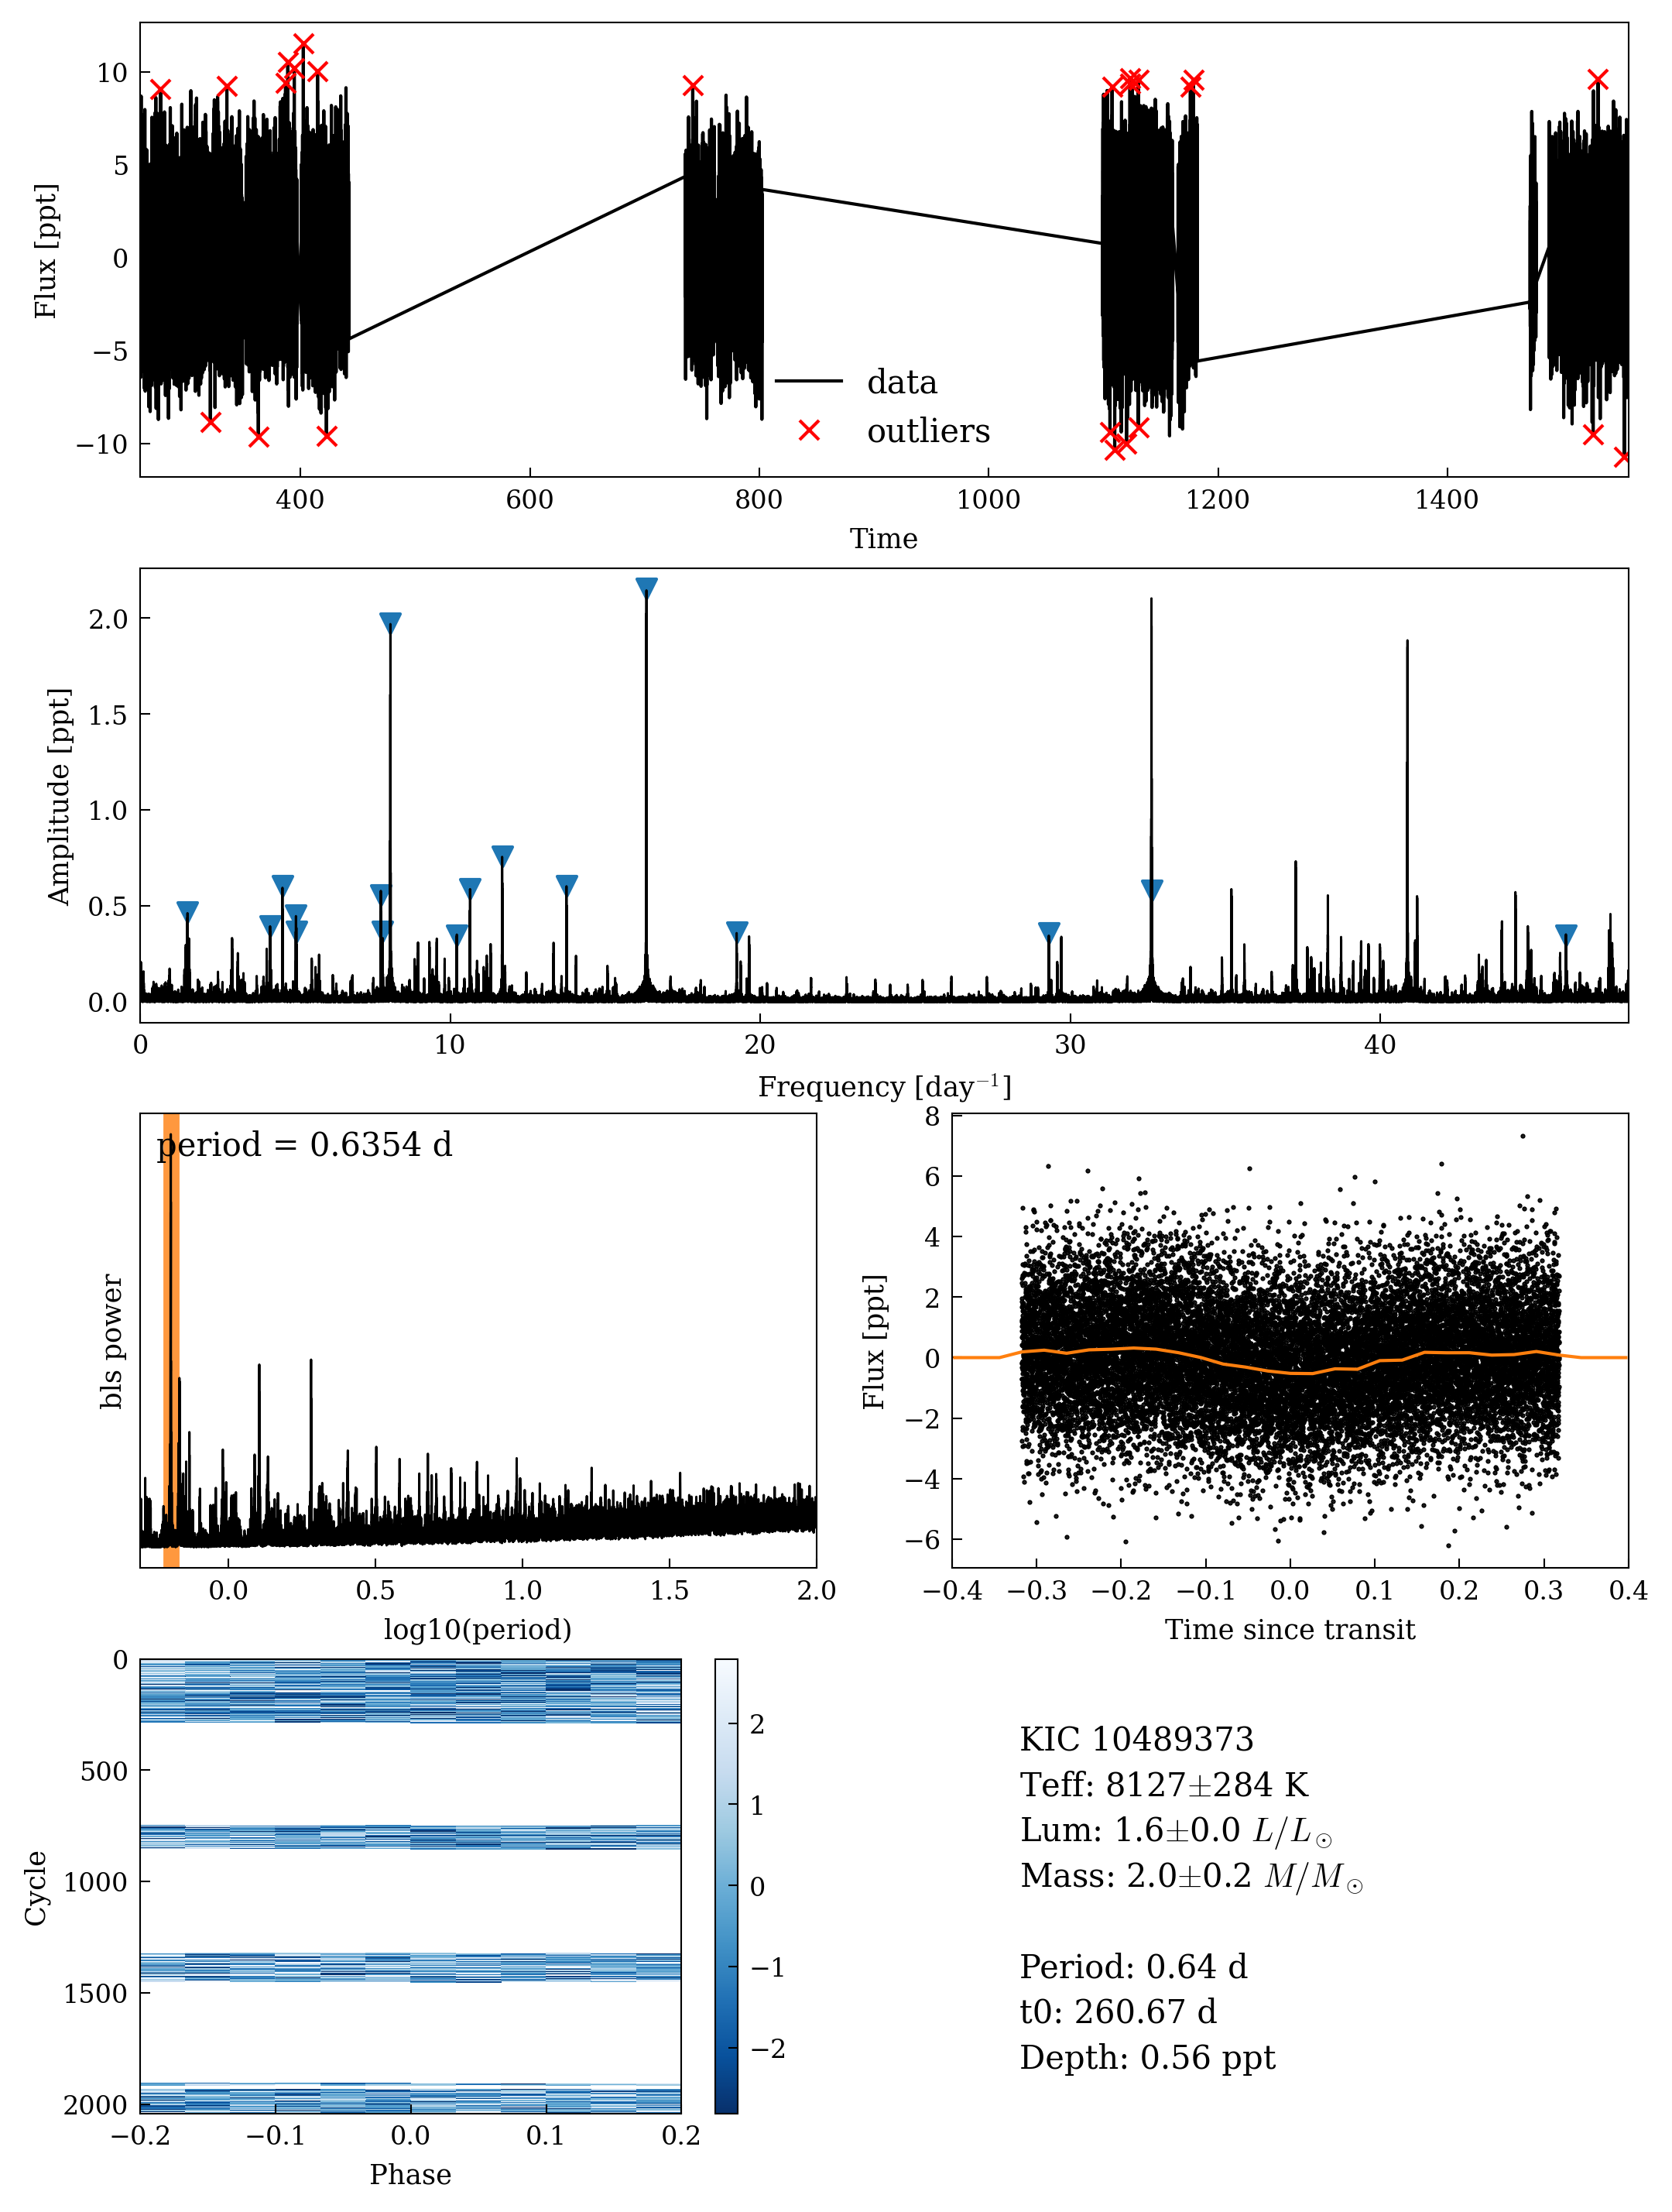 10
5
0
−5
−10
Flux [ppt]
data
outliers
400 600 800 1000 1200 1400
Time
2.0
1.5
1.0
0.5
0.0
Amplitude [ppt]
0 10 20 30 40
Frequency [day⁻¹]
period = 0.6354 d
bls power
0.0 0.5 1.0 1.5 2.0
log10(period)
8
6
4
2
0
−2
−4
−6
Flux [ppt]
−0.4 −0.3 −0.2 −0.1 0.0 0.1 0.2 0.3 0.4
Time since transit
0
500
1000
1500
2000
Cycle
−0.2 −0.1 0.0 0.1 0.2
Phase
2
1
0
−1
−2
KIC 10489373
Teff: 8127±284 K
Lum: 1.6±0.0 L/L⊙
Mass: 2.0±0.2 M/M⊙
Period: 0.64 d
t0: 260.67 d
Depth: 0.56 ppt